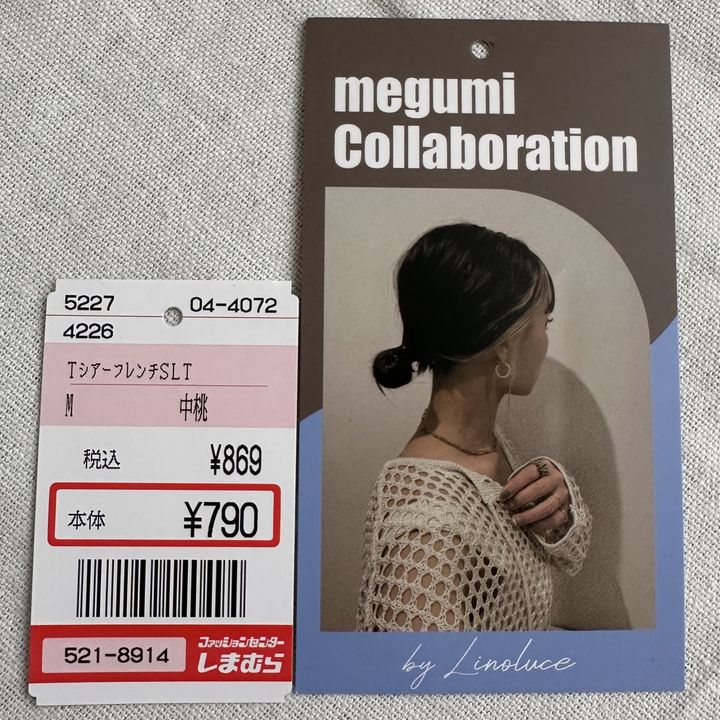 5227 04-4072
4226
TシアーフレンチSLT
M 中桃
税込 ¥869
本体 ¥790
521-8914
ファッションセンター
しまむら
megumi
Collaboration
by Linoluce